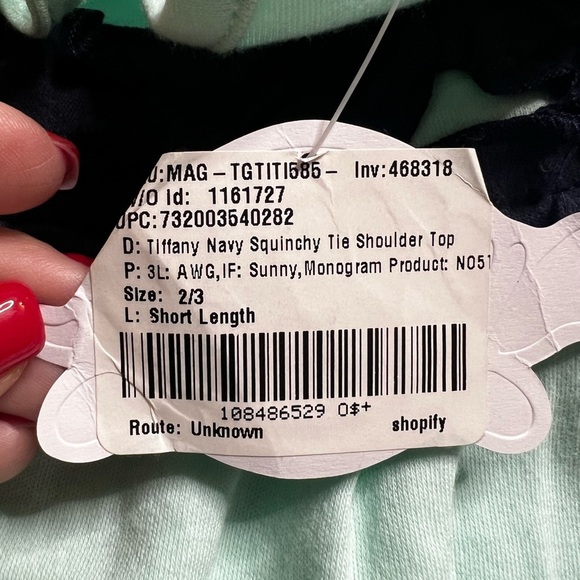 U:MAG-TGTITI585- Inv:468318
/O Id: 1161727
UPC:732003540282
D: Tiffany Navy Squinchy Tie Shoulder Top
P: 3L: AWG,IF: Sunny,Monogram Product: N051
Size: 2/3
L: Short Length
108486529 O$+
Route: Unknown shopify